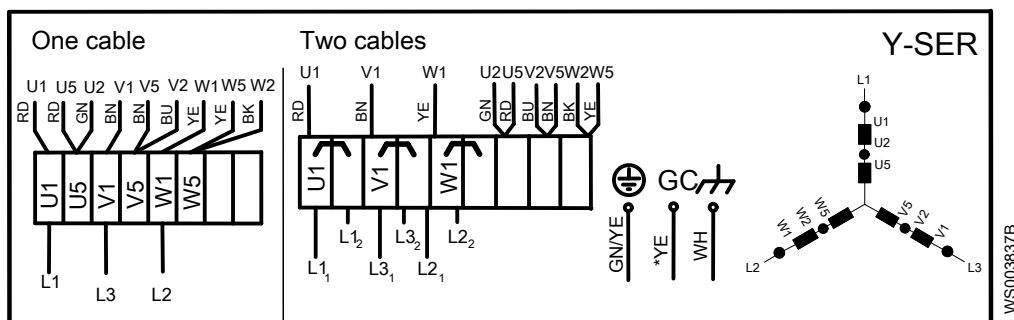 One cable
Two cables
Y-SER
U1 U5 U2 V1 V5 V2 W1 W5 W2
RD RD GN BN BN BU YE YE BK
U1 U5 V1 V5 W1 W5
L1 L3 L2
U1 V1 W1 U2 U5 V2 V5 W2 W5
RD BN YE GN RD BU BN BK YE
U1 V1 W1
L1₂ L3₂ L2₂
L1₁ L3₁ L2₁
GC
GN/YE *YE WH
L1
U1
U2
U5
W1 W2 W5 V5 V2 V1
L2 L3
WS003837B